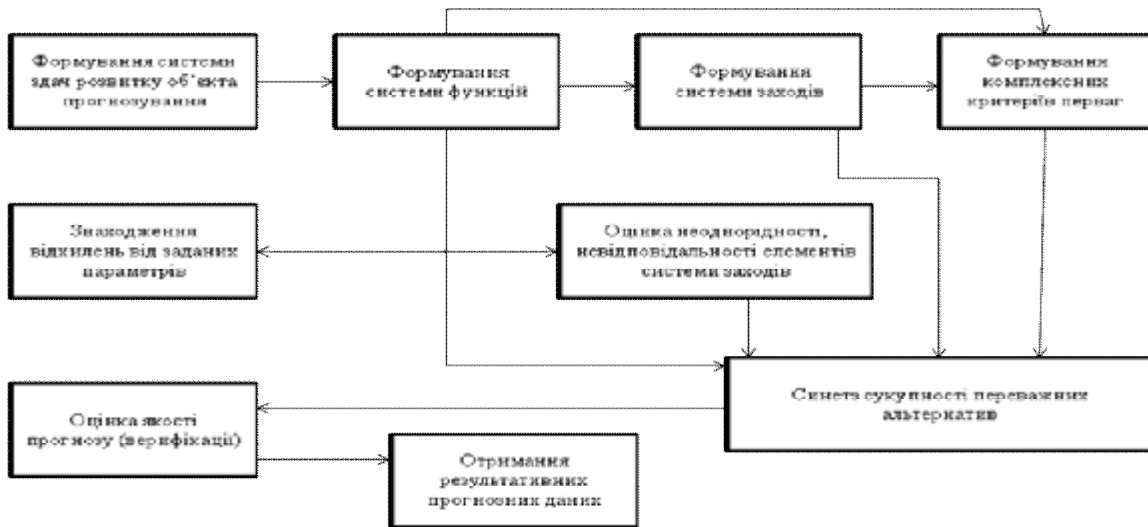 Формування системи
здач розвитку об`єкта
прогнозування
Формування
системи функцій
Формування
системи заходів
Формування
комплексних
критеріїв перваг
Знаходження
відхилень від заданих
параметрів
Оцінка неоднорідності,
невідповідальності елементів
системи заходів
Синетз сукупності переважних
альтернатив
Оцінка якості
прогнозу (верифікації)
Отримання
результативних
прогнозних даних